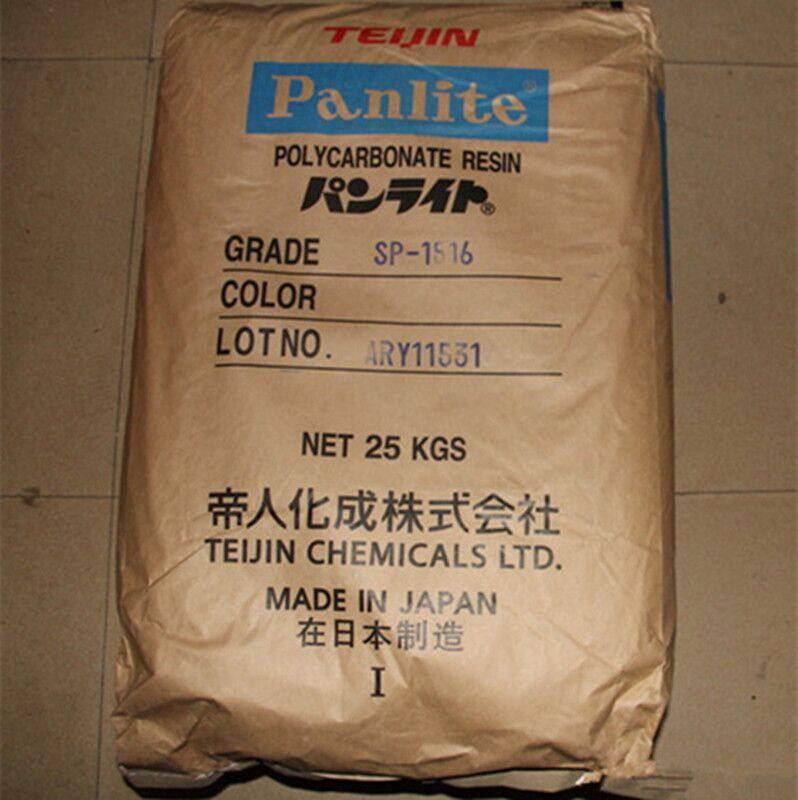 TEIJIN
Panlite®
POLYCARBONATE RESIN
パンライト®
GRADE SP-1516
COLOR
LOT NO. ARY11531
NET 25 KGS
帝人化成株式会社
TEIJIN CHEMICALS LTD.
MADE IN JAPAN
在日本制造
I